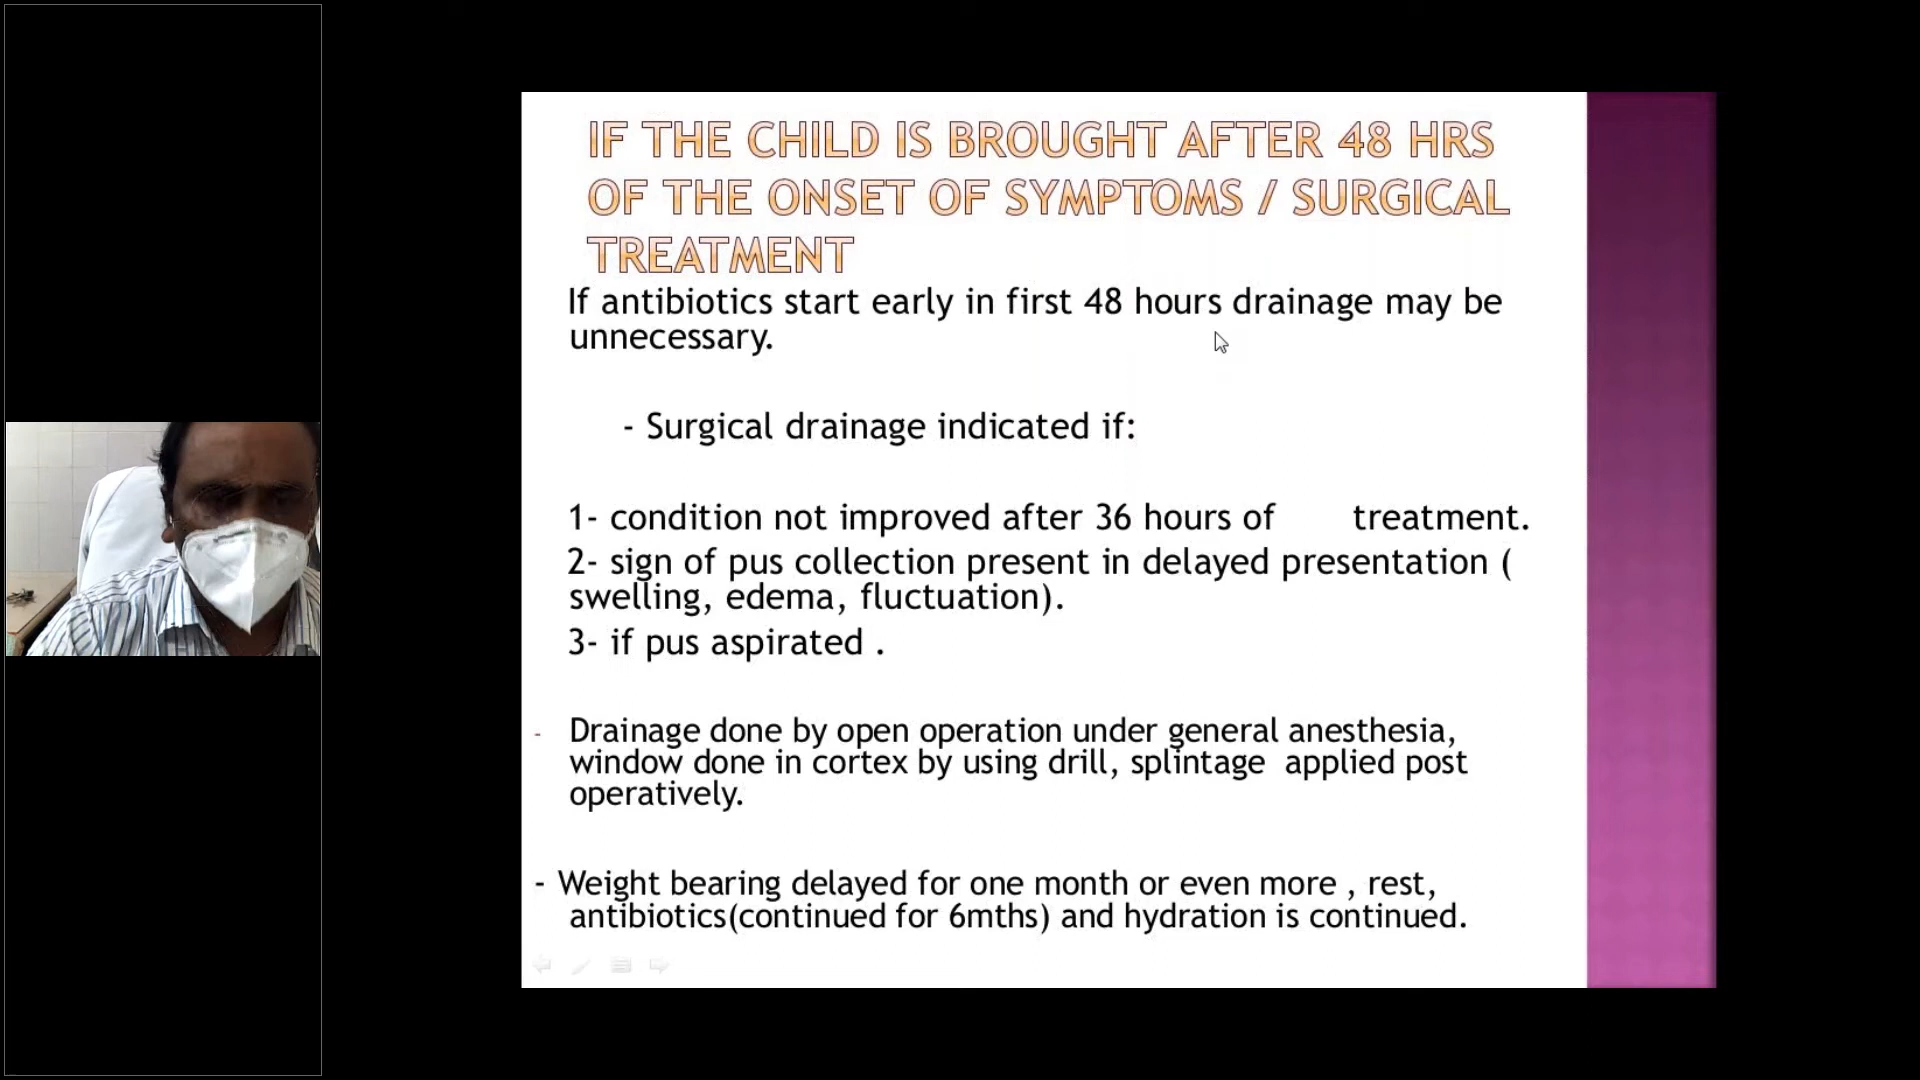 IF THE CHILD IS BROUGHT AFTER 48 HRS
OF THE ONSET OF SYMPTOMS / SURGICAL
TREATMENT
If antibiotics start early in first 48 hours drainage may be
unnecessary.
- Surgical drainage indicated if:
1- condition not improved after 36 hours of treatment.
2- sign of pus collection present in delayed presentation (
swelling, edema, fluctuation).
3- if pus aspirated .
- Drainage done by open operation under general anesthesia,
window done in cortex by using drill, splintage applied post
operatively.
- Weight bearing delayed for one month or even more , rest,
antibiotics(continued for 6mths) and hydration is continued.